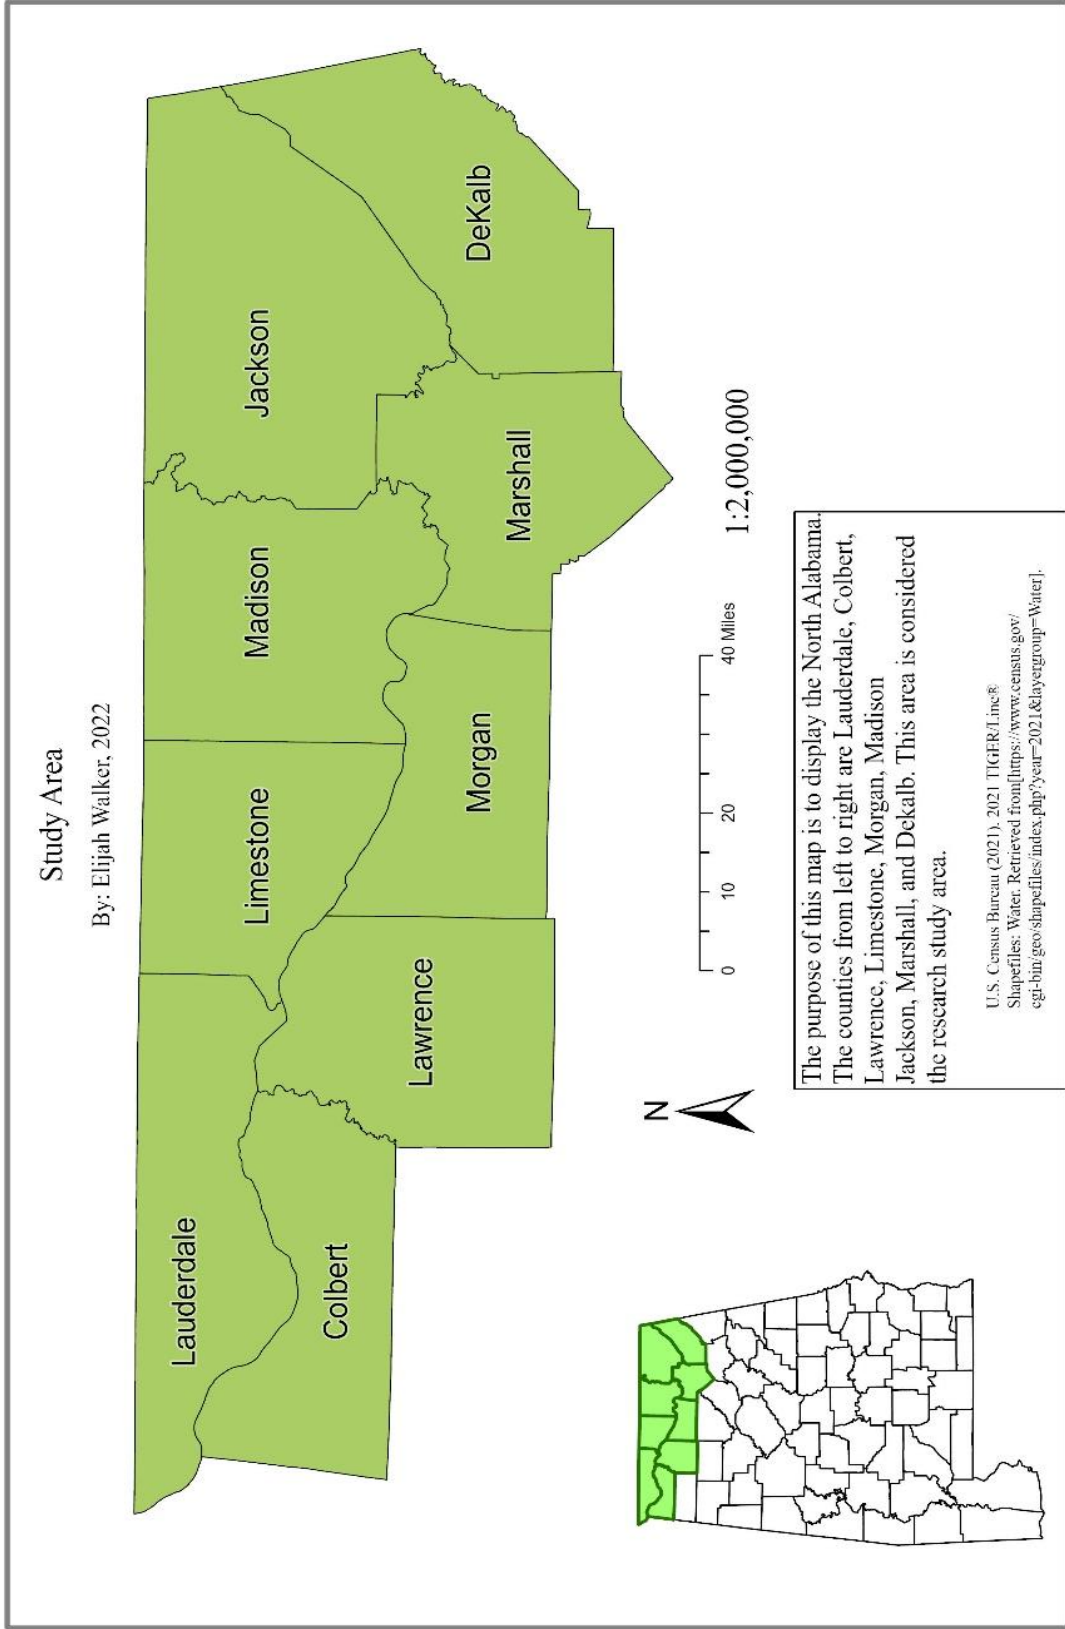 Study Area
By: Elijah Walker, 2022
Lauderdale
Colbert
Limestone
Lawrence
Madison
Morgan
Jackson
Marshall
DeKalb
N
0 10 20 40 Miles
1:2,000,000
The purpose of this map is to display the North Alabama.
The counties from left to right are Lauderdale, Colbert,
Lawrence, Limestone, Morgan, Madison
Jackson, Marshall, and Dekalb. This area is considered
the research study area.
U.S. Census Bureau (2021). 2021 TIGER/Line®
Shapefiles: Water. Retrieved from[https://www.census.gov/
cgi-bin/geo/shapefiles/index.php?year=2021&layergroup=Water].